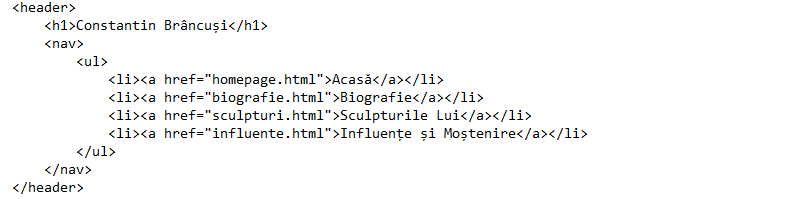 <header>
    <h1>Constantin Brâncuși</h1>
    <nav>
        <ul>
            <li><a href="homepage.html">Acasă</a></li>
            <li><a href="biografie.html">Biografie</a></li>
            <li><a href="sculpturi.html">Sculpturile Lui</a></li>
            <li><a href="influente.html">Influențe și Moștenire</a></li>
        </ul>
    </nav>
</header>